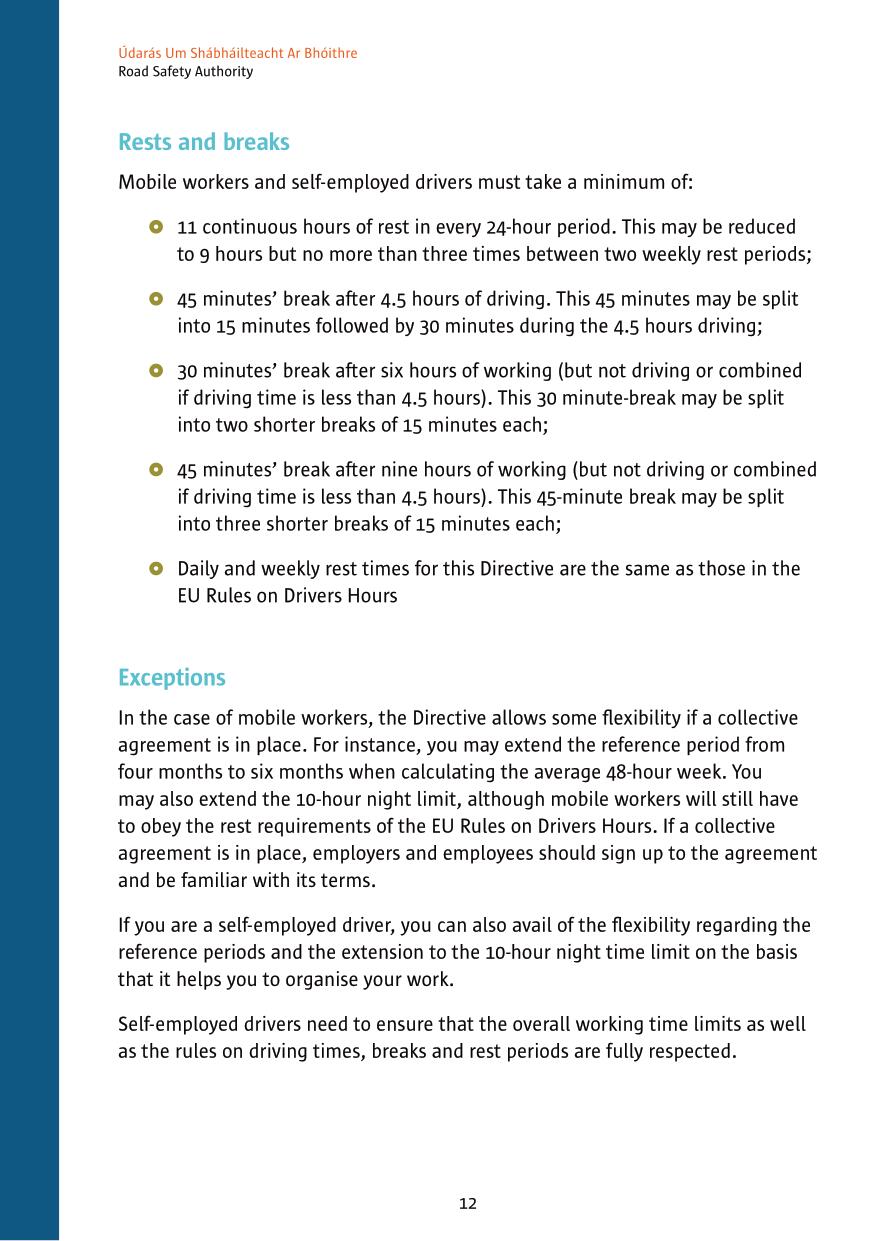 Údarás Um Shábháilteacht Ar Bhóithre
Road Safety Authority
Rests and breaks
Mobile workers and self-employed drivers must take a minimum of:
11 continuous hours of rest in every 24-hour period. This may be reduced
to 9 hours but no more than three times between two weekly rest periods;
45 minutes’ break after 4.5 hours of driving. This 45 minutes may be split
into 15 minutes followed by 30 minutes during the 4.5 hours driving;
30 minutes’ break after six hours of working (but not driving or combined
if driving time is less than 4.5 hours). This 30 minute-break may be split
into two shorter breaks of 15 minutes each;
45 minutes’ break after nine hours of working (but not driving or combined
if driving time is less than 4.5 hours). This 45-minute break may be split
into three shorter breaks of 15 minutes each;
Daily and weekly rest times for this Directive are the same as those in the
EU Rules on Drivers Hours
Exceptions
In the case of mobile workers, the Directive allows some flexibility if a collective
agreement is in place. For instance, you may extend the reference period from
four months to six months when calculating the average 48-hour week. You
may also extend the 10-hour night limit, although mobile workers will still have
to obey the rest requirements of the EU Rules on Drivers Hours. If a collective
agreement is in place, employers and employees should sign up to the agreement
and be familiar with its terms.
If you are a self-employed driver, you can also avail of the flexibility regarding the
reference periods and the extension to the 10-hour night time limit on the basis
that it helps you to organise your work.
Self-employed drivers need to ensure that the overall working time limits as well
as the rules on driving times, breaks and rest periods are fully respected.
12